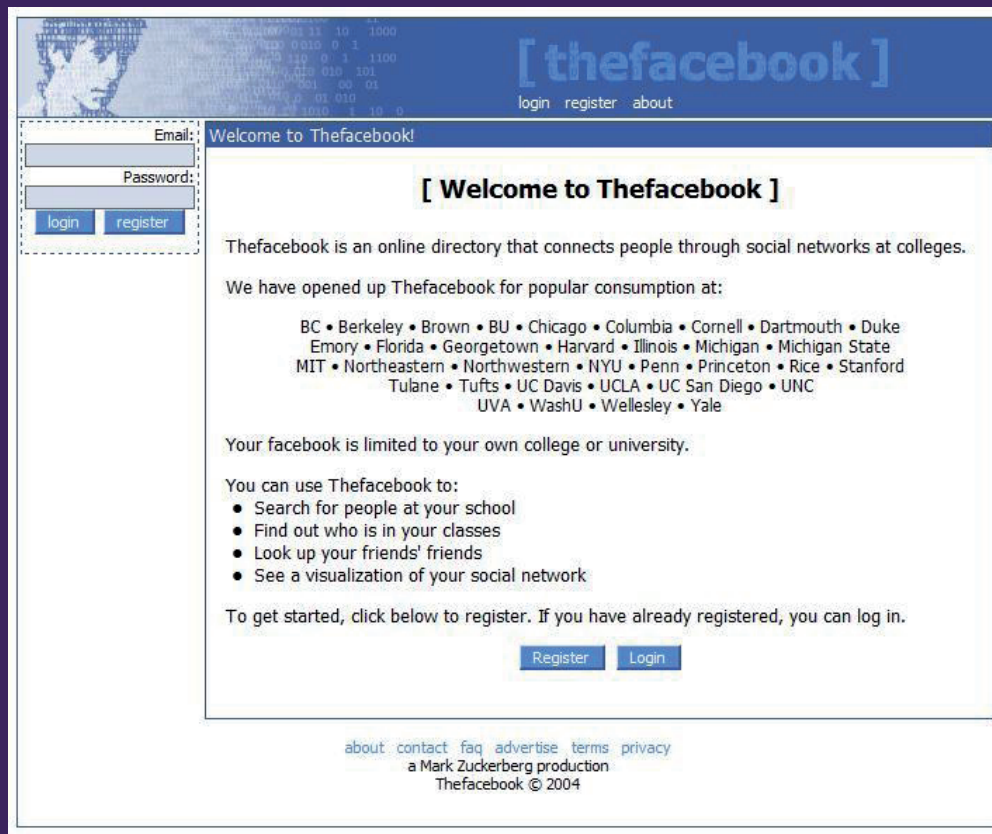 [ thefacebook ]
login register about
Email:
Password:
login register
Welcome to Thefacebook!
[ Welcome to Thefacebook ]
Thefacebook is an online directory that connects people through social networks at colleges.
We have opened up Thefacebook for popular consumption at:
BC • Berkeley • Brown • BU • Chicago • Columbia • Cornell • Dartmouth • Duke
Emory • Florida • Georgetown • Harvard • Illinois • Michigan • Michigan State
MIT • Northeastern • Northwestern • NYU • Penn • Princeton • Rice • Stanford
Tulane • Tufts • UC Davis • UCLA • UC San Diego • UNC
UVA • WashU • Wellesley • Yale
Your facebook is limited to your own college or university.
You can use Thefacebook to:
• Search for people at your school
• Find out who is in your classes
• Look up your friends' friends
• See a visualization of your social network
To get started, click below to register. If you have already registered, you can log in.
Register Login
about contact faq advertise terms privacy
a Mark Zuckerberg production
Thefacebook © 2004